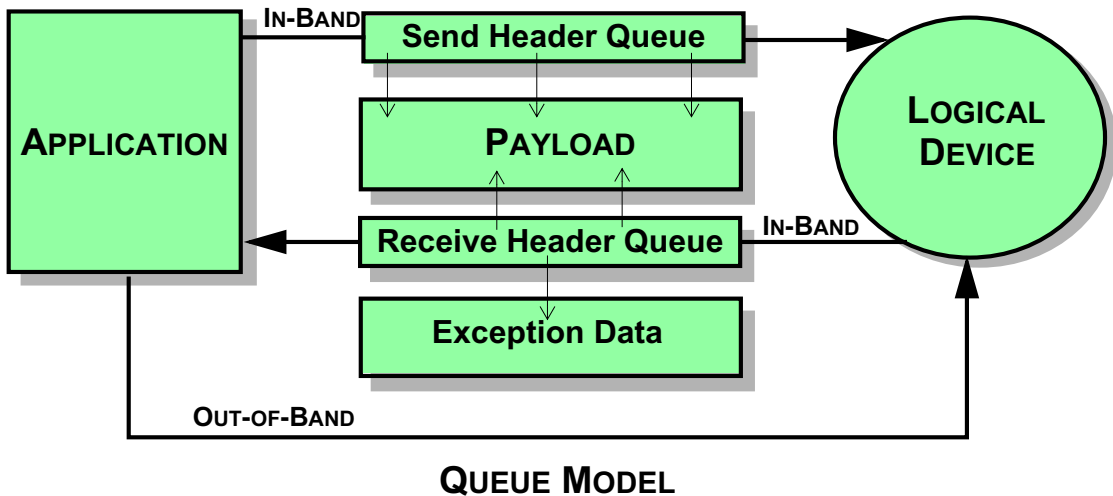 IN-BAND
Send Header Queue
APPLICATION
PAYLOAD
LOGICAL
DEVICE
IN-BAND
Receive Header Queue
Exception Data
OUT-OF-BAND
QUEUE MODEL